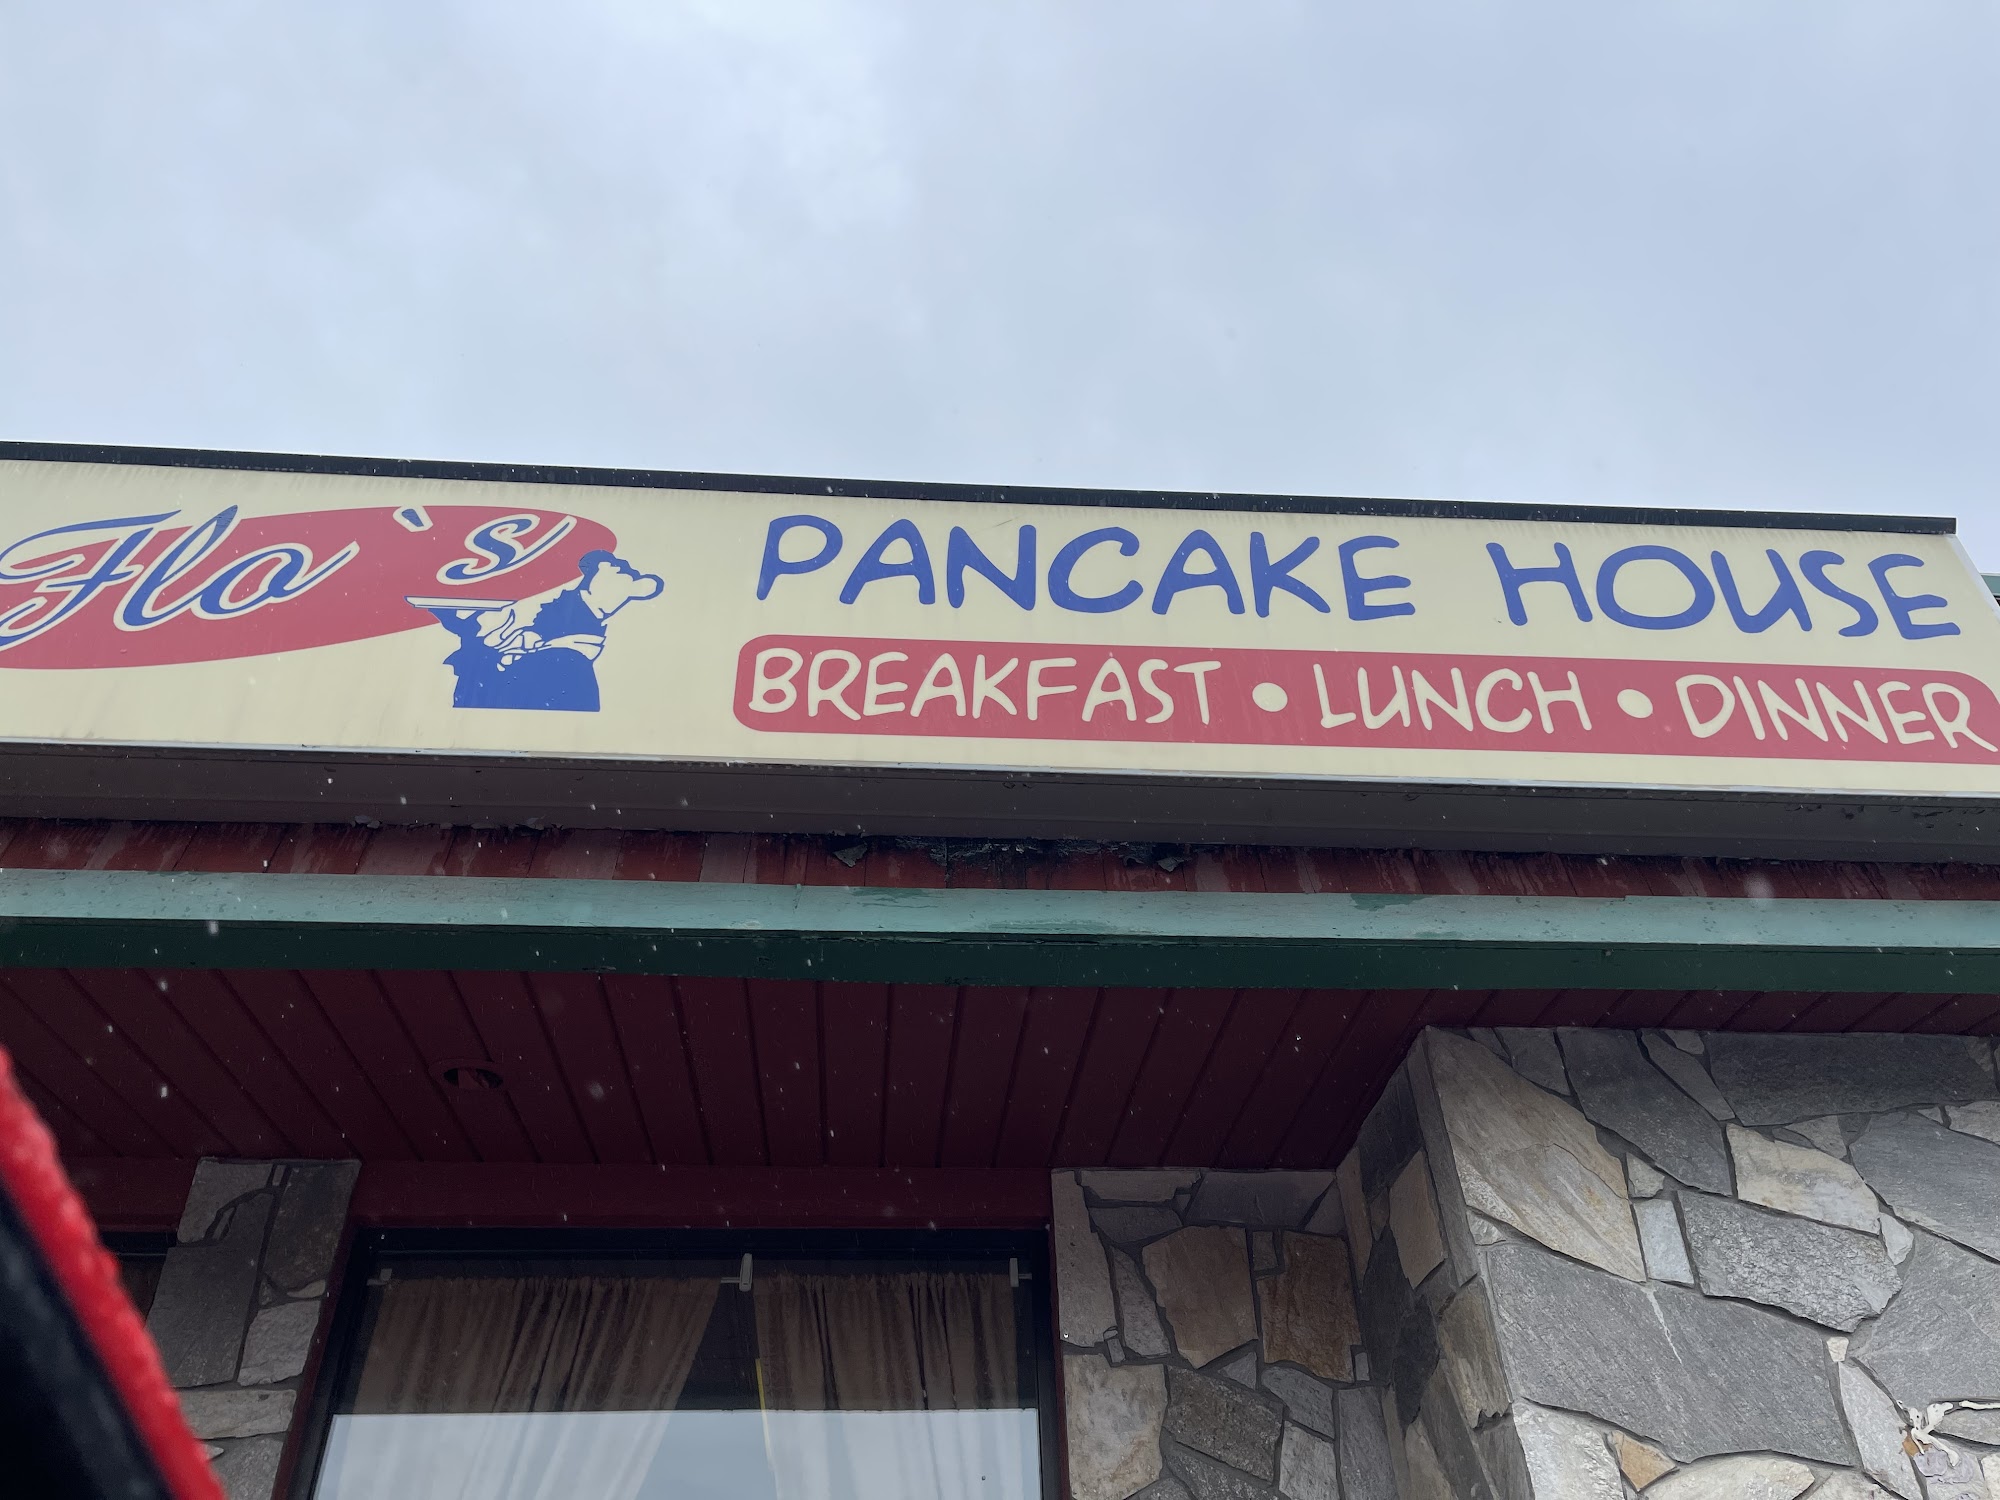 Flo`s
PANCAKE HOUSE
BREAKFAST • LUNCH • DINNER